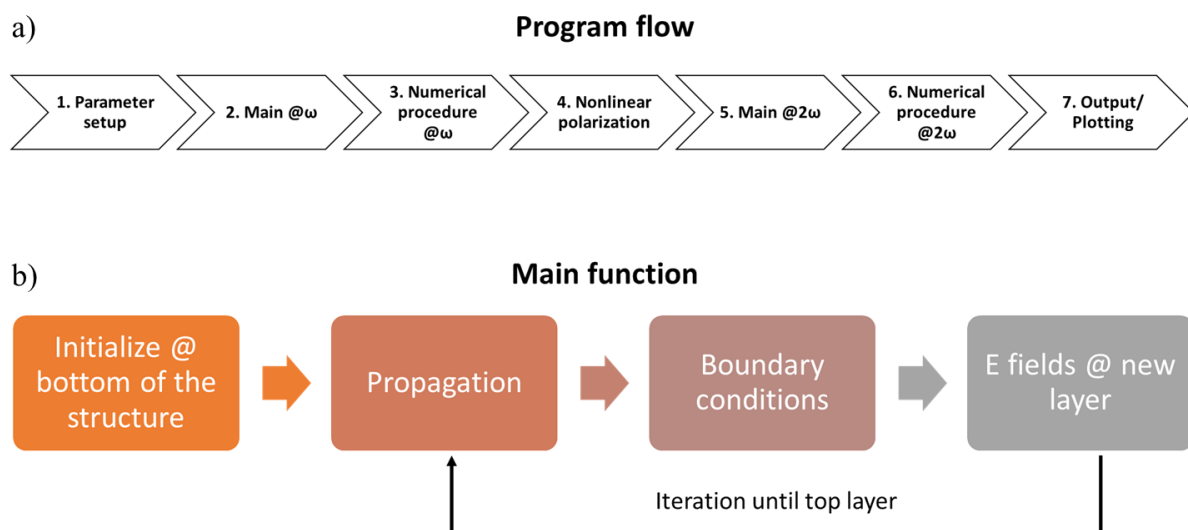 a)
Program flow
1. Parameter
setup
2. Main @ω
3. Numerical
procedure
@ω
4. Nonlinear
polarization
5. Main @2ω
6. Numerical
procedure
@2ω
7. Output/
Plotting
b)
Main function
Initialize @
bottom of the
structure
Propagation
Boundary
conditions
E fields @ new
layer
Iteration until top layer